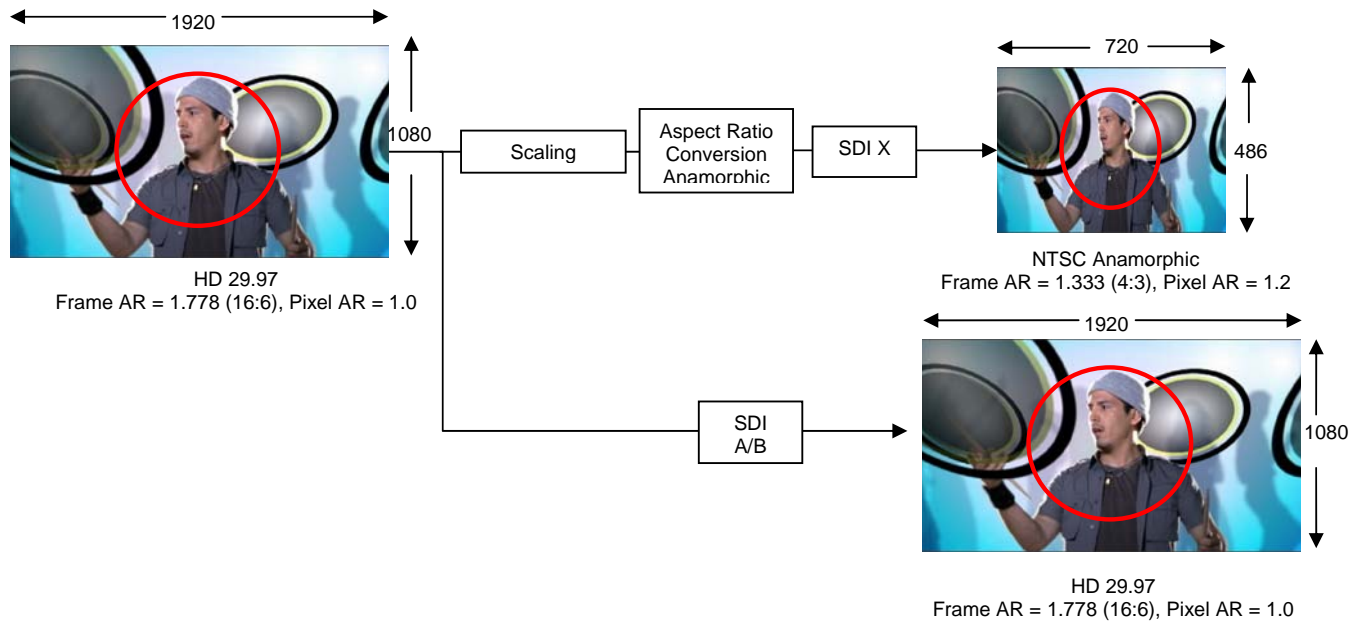 1920
1080
HD 29.97
Frame AR = 1.778 (16:6), Pixel AR = 1.0
Scaling
Aspect Ratio
Conversion
Anamorphic
SDI X
720
486
NTSC Anamorphic
Frame AR = 1.333 (4:3), Pixel AR = 1.2
SDI
A/B
1920
1080
HD 29.97
Frame AR = 1.778 (16:6), Pixel AR = 1.0